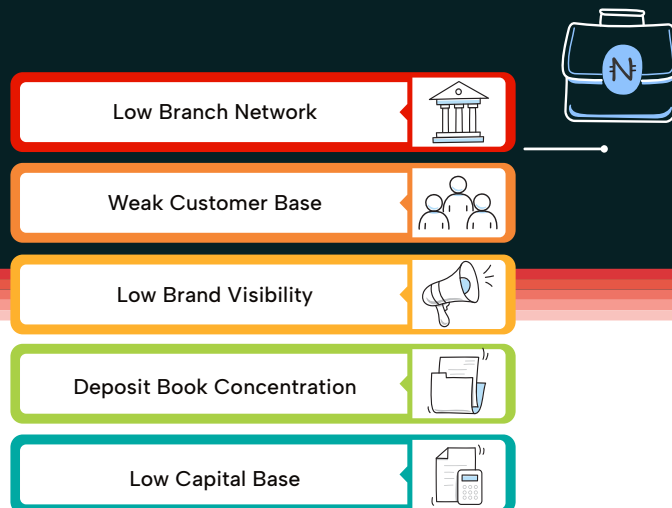 ₦
Low Branch Network
Weak Customer Base
Low Brand Visibility
Deposit Book Concentration
Low Capital Base